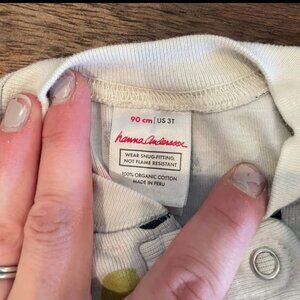 90 cm | US 3T
hanna andersson
WEAR SNUG-FITTING
NOT FLAME RESISTANT
100% ORGANIC COTTON
MADE IN PERU